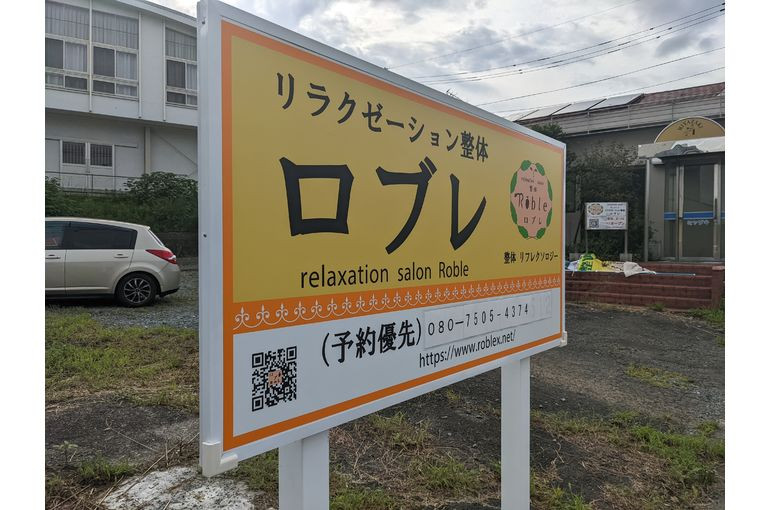 リラクゼーション整体
ロブレ
relaxation salon Roble
整体
Roble
ロブレ
整体 リフレクソロジー
(予約優先)080-7505-4374
https://www.roblex.net/